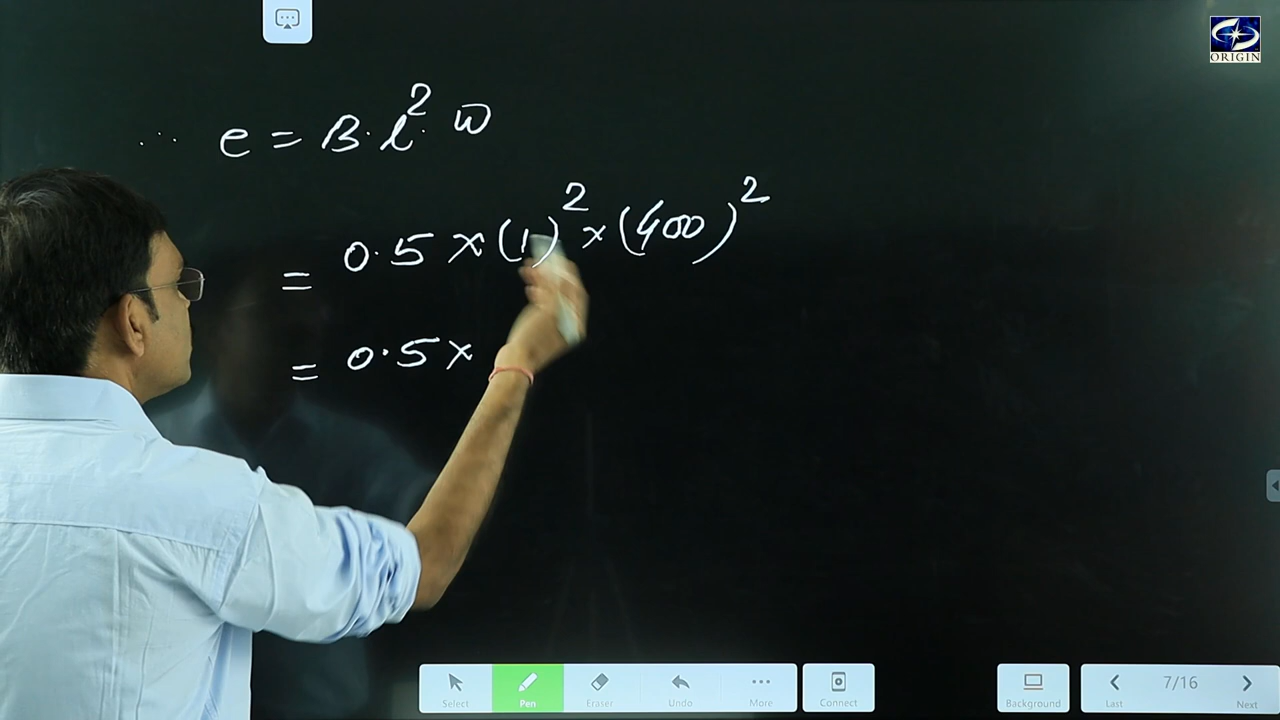 ORIGIN
... e = B.l². w
= 0.5 × (1)² × (400)²
= 0.5 ×
Select Pen Eraser Undo More Connect Background < 7/16 >
Last Next